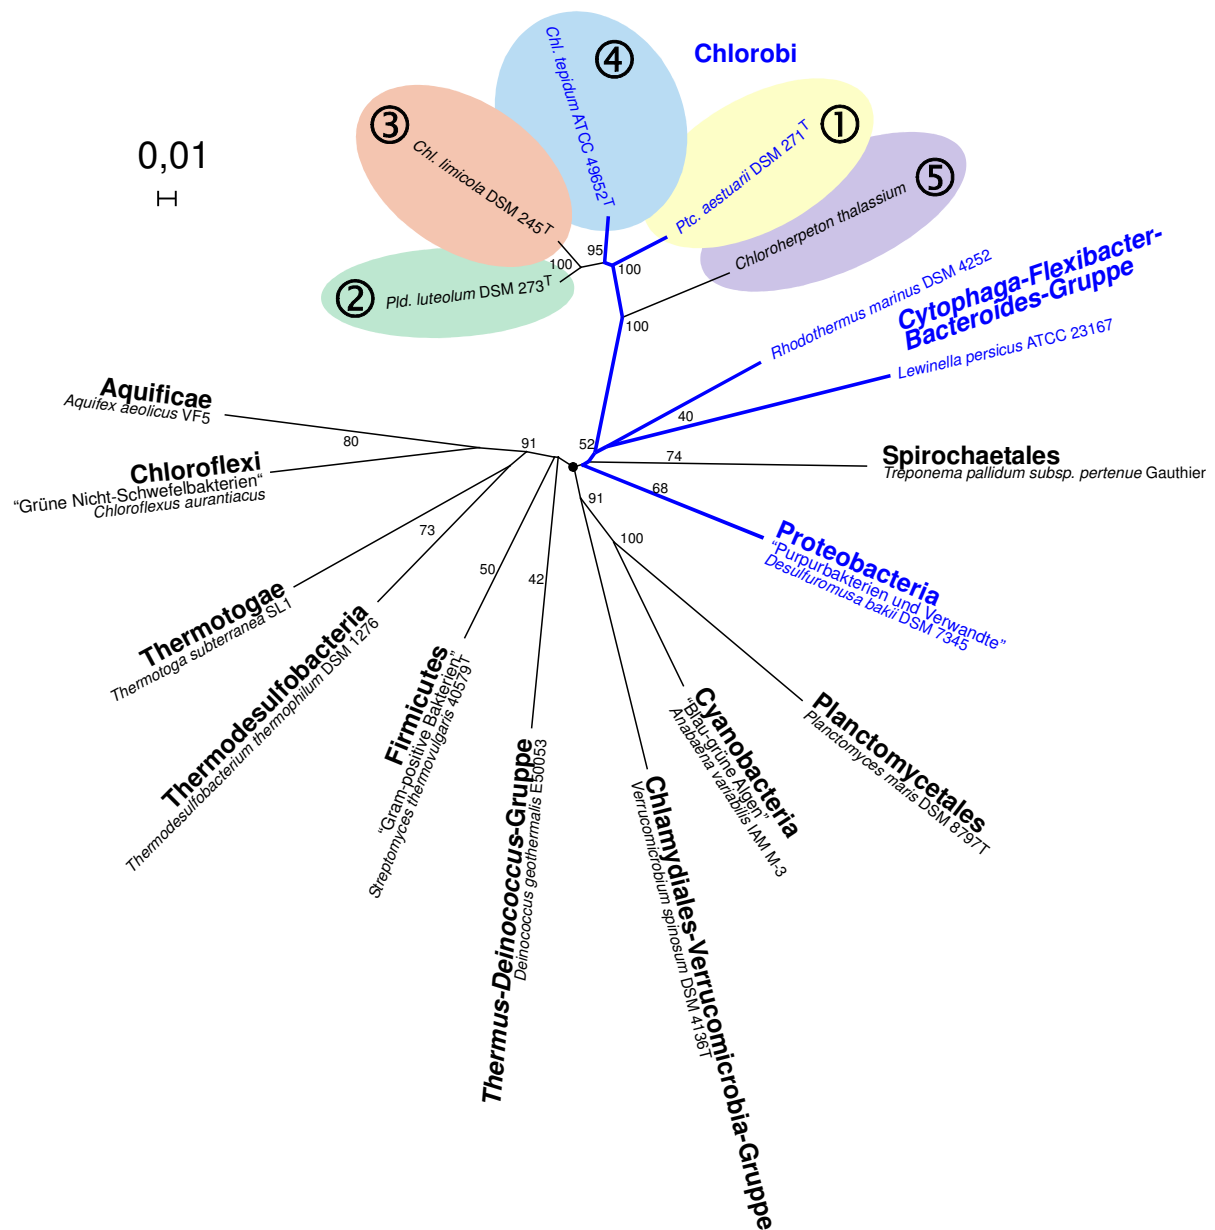 ④
Chlorobi
Chl. tepidum ATCC 49652T
③
①
0,01
Chl. limicola DSM 245T
Ptc. aestuarii DSM 271T
⑤
Chloroherpeton thalassium
②
Pld. luteolum DSM 273T
95
100
100
100
Rhodothermus marinus DSM 4252
Cytophaga-Flexibacter-
Bacteroides-Gruppe
Lewinella persicus ATCC 23167
Aquificae
Aquifex aeolicus VF5
80
91
52
40
74
Spirochaetales
Treponema pallidum subsp. pertenue Gauthier
Chloroflexi
“Grüne Nicht-Schwefelbakterien“
Chloroflexus aurantiacus
68
91
100
73
50
42
Proteobacteria
“Purpurbakterien und Verwandte”
Desulfuromusa bakii DSM 7345
Thermotogae
Thermotoga subterranea SL1
Thermodesulfobacteria
Thermodesulfobacterium thermophilum DSM 1276
Firmicutes
“Gram-positive Bakterien”
Streptomyces thermovulgaris 40579T
Thermus-Deinococcus-Gruppe
Deinococcus geothermalis E50053
Chlamydiales-Verrucomicrobia-Gruppe
Verrucomicrobium spinosum DSM 4136T
Cyanobacteria
“Blau-grüne Algen”
Anabaena variabilis IAM M-3
Planctomycetales
Planctomyces maris DSM 8797T